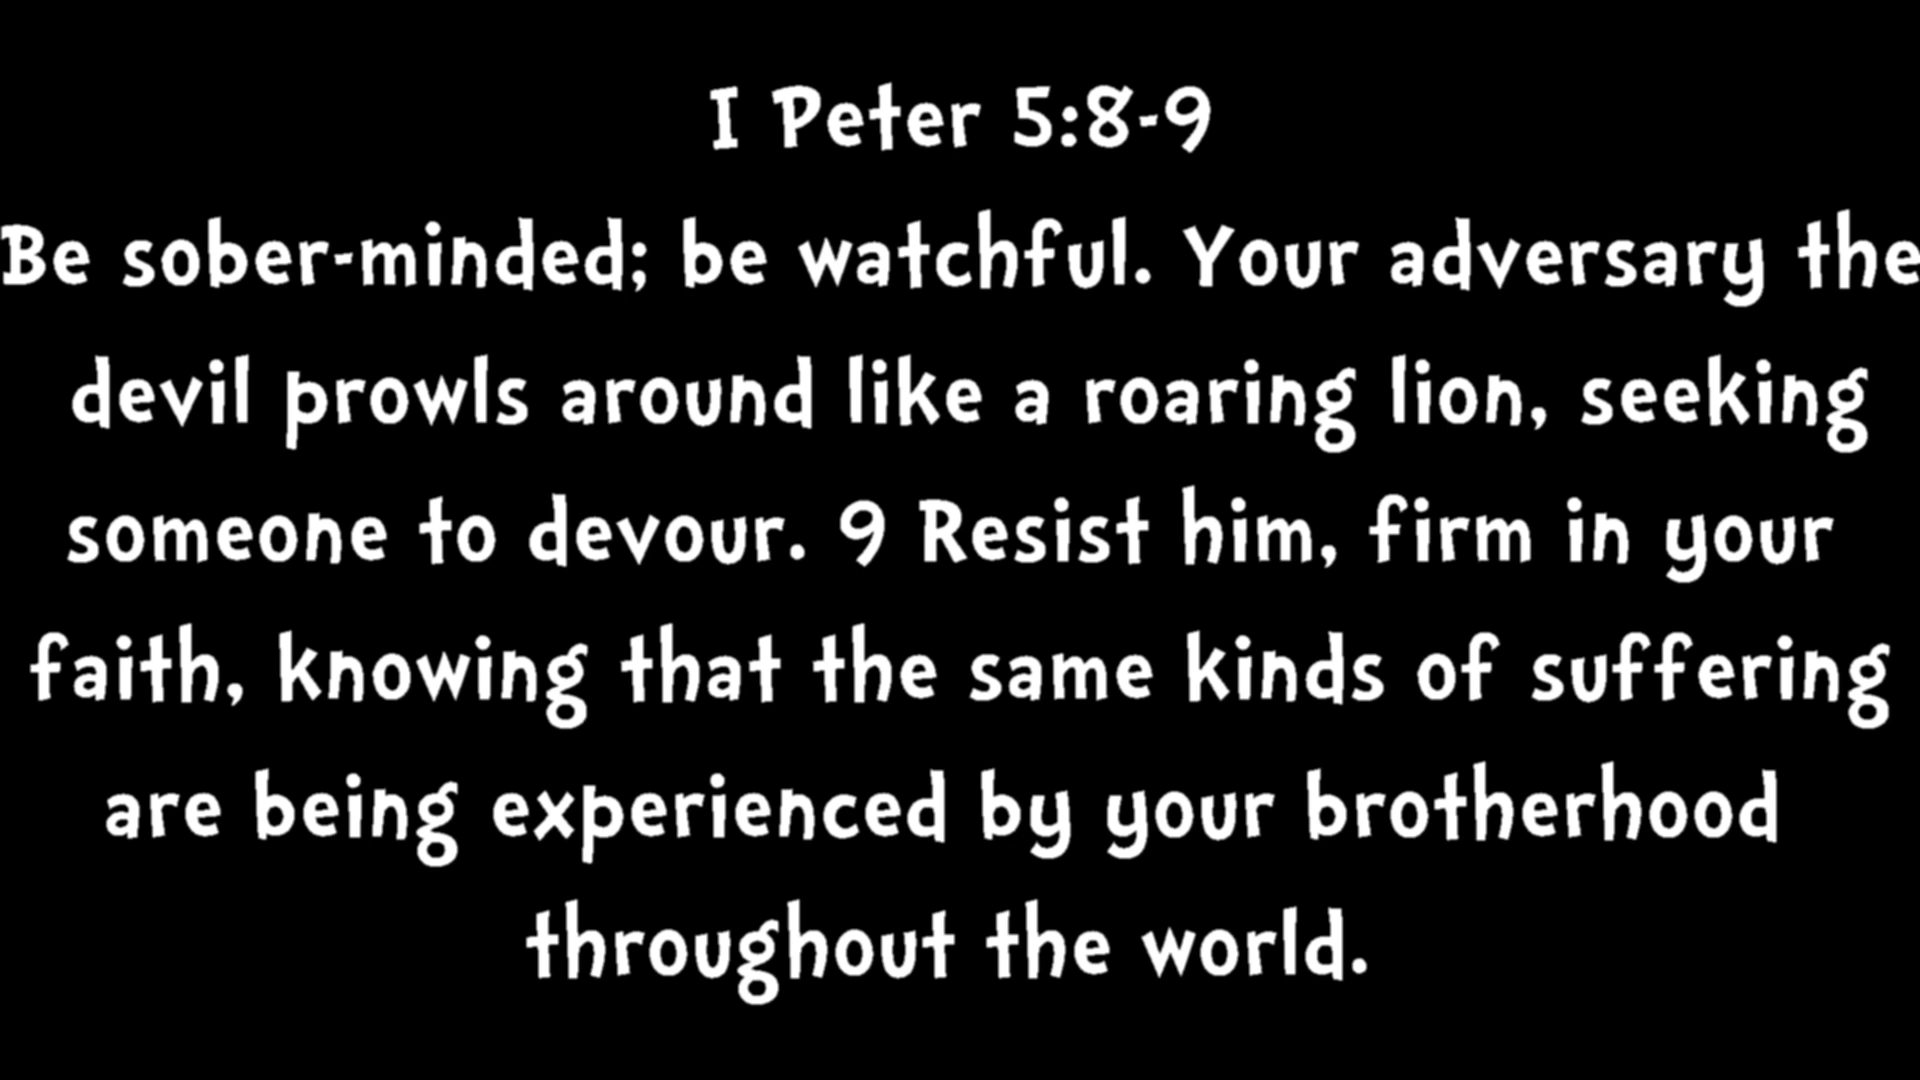 I Peter 5:8-9
Be sober-minded; be watchful. Your adversary the
devil prowls around like a roaring lion, seeking
someone to devour. 9 Resist him, firm in your
faith, knowing that the same kinds of suffering
are being experienced by your brotherhood
throughout the world.